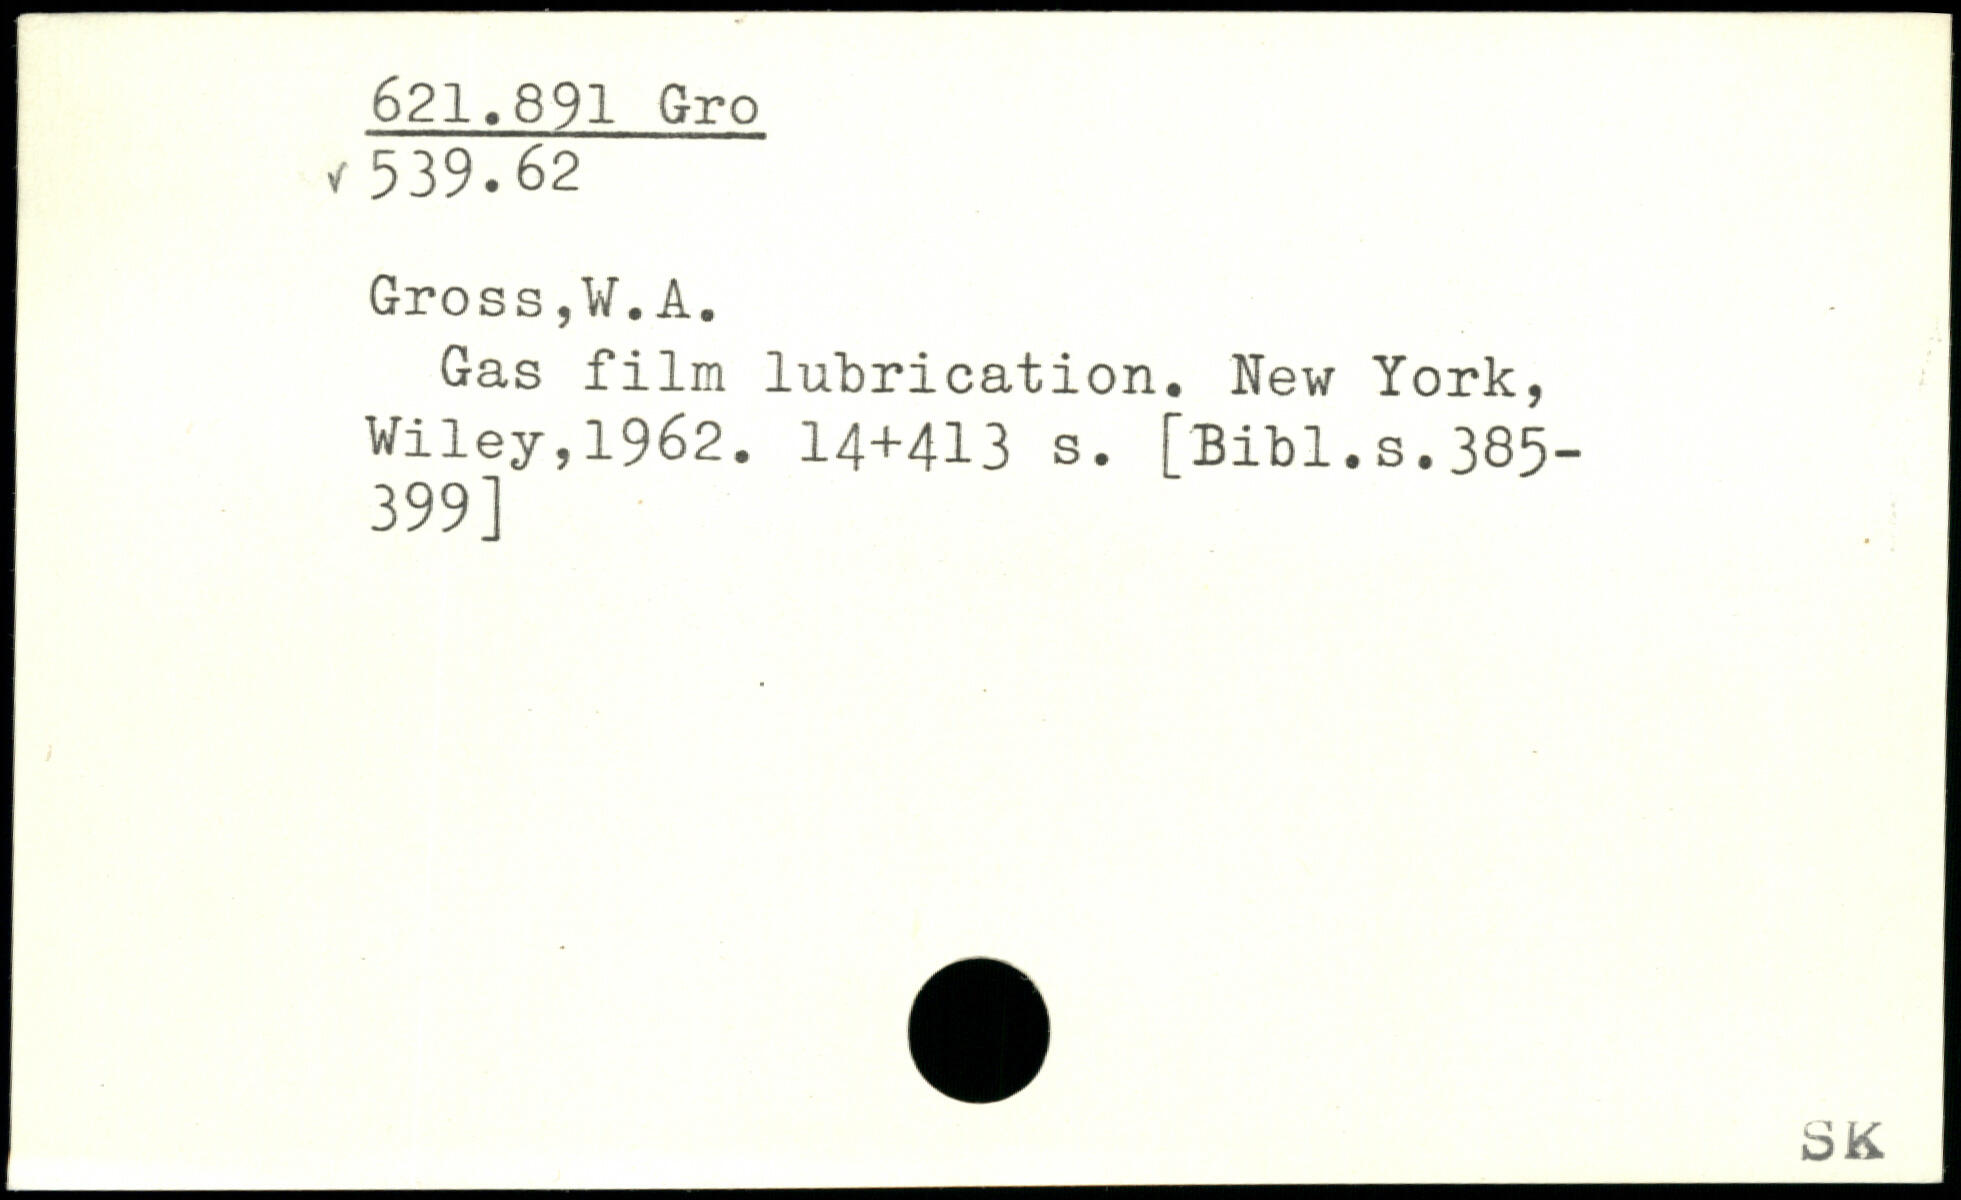 621.891 Gro
√ 539.62
Gross,W.A.
Gas film lubrication. New York,
Wiley,1962. 14+413 s. [Bibl.s.385-
399]
SK